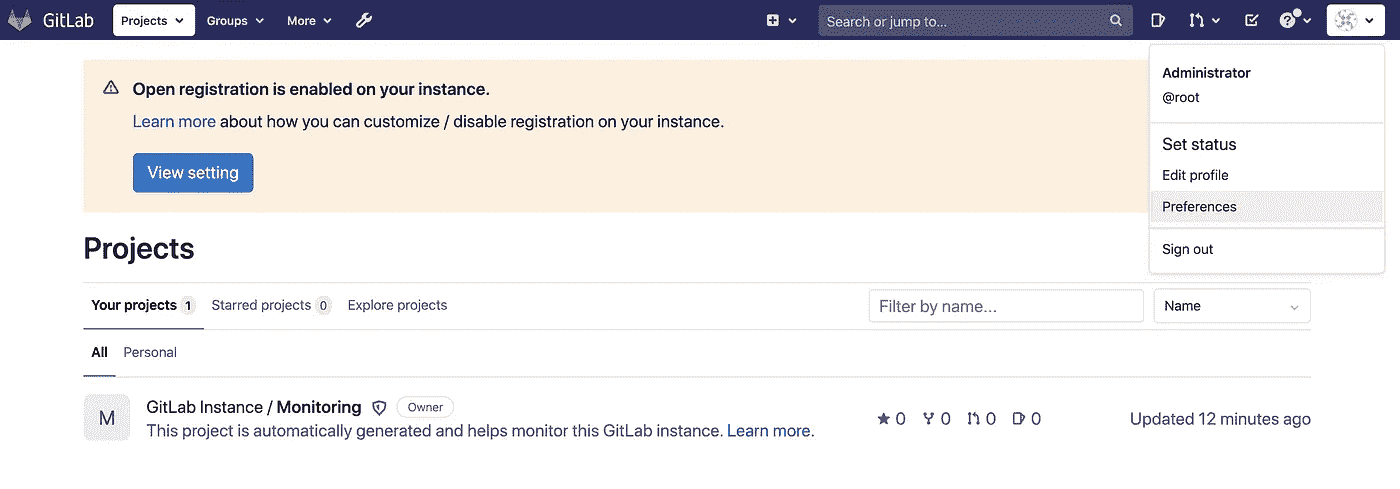 GitLab Projects Groups More Search or jump to...
Administrator
@root
Set status
Edit profile
Preferences
Sign out
Open registration is enabled on your instance.
Learn more about how you can customize / disable registration on your instance.
View setting
Projects
Your projects 1 Starred projects 0 Explore projects Filter by name... Name
All Personal
M
GitLab Instance / Monitoring Owner
This project is automatically generated and helps monitor this GitLab instance. Learn more.
0 0 0 0 Updated 12 minutes ago